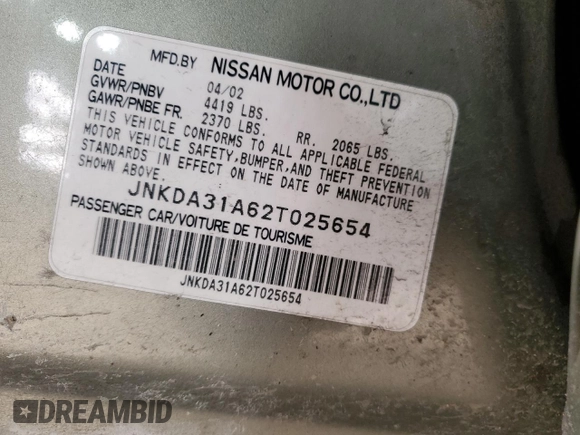 MFD.BY NISSAN MOTOR CO.,LTD
DATE 04/02
GVWR/PNBV 4419 LBS.
GAWR/PNBE FR. 2370 LBS. RR. 2065 LBS.
THIS VEHICLE CONFORMS TO ALL APPLICABLE FEDERAL
MOTOR VEHICLE SAFETY,BUMPER,AND THEFT PREVENTION
STANDARDS IN EFFECT ON THE DATE OF MANUFACTURE
SHOWN ABOVE.
JNKDA31A62T025654
PASSENGER CAR/VOITURE DE TOURISME
JNKDA31A62T025654
DREAMBID